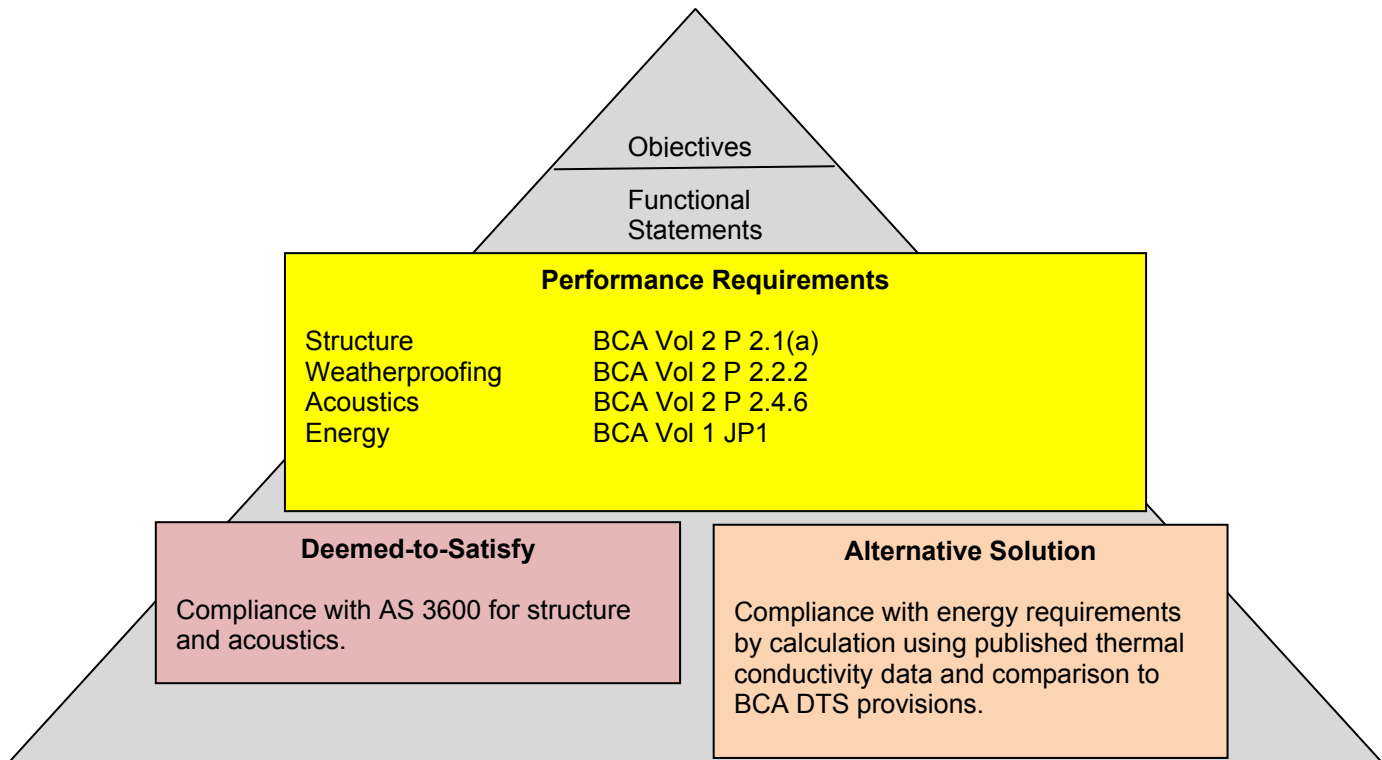 Objectives
Functional
Statements
Performance Requirements
Structure BCA Vol 2 P 2.1(a)
Weatherproofing BCA Vol 2 P 2.2.2
Acoustics BCA Vol 2 P 2.4.6
Energy BCA Vol 1 JP1
Deemed-to-Satisfy
Compliance with AS 3600 for structure
and acoustics.
Alternative Solution
Compliance with energy requirements
by calculation using published thermal
conductivity data and comparison to
BCA DTS provisions.